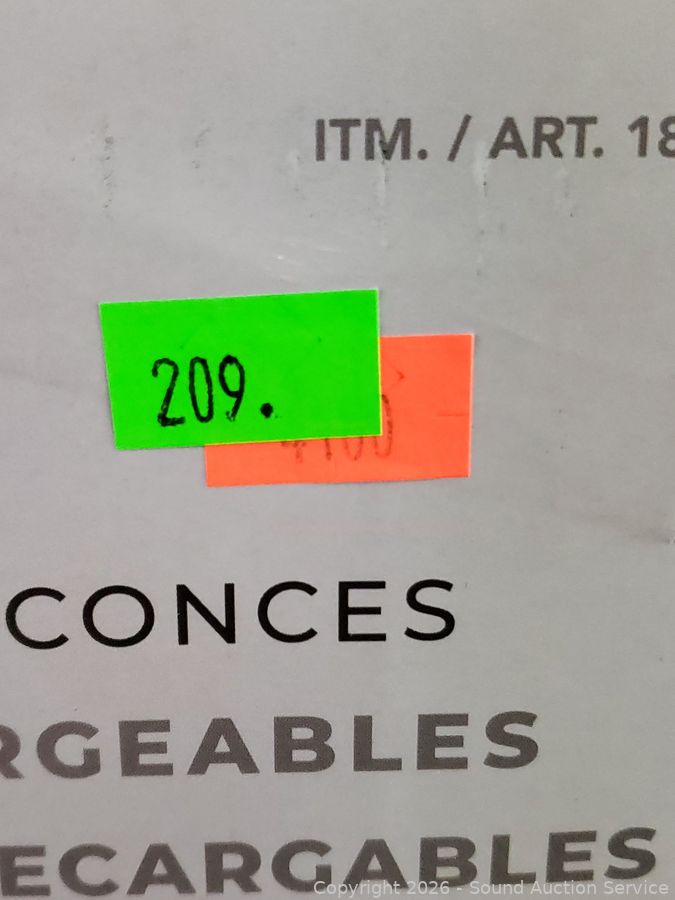 ITM. / ART. 18
209.
CONCES
RGEABLES
ECARGABLES
Copyright 2026 - Sound Auction Service